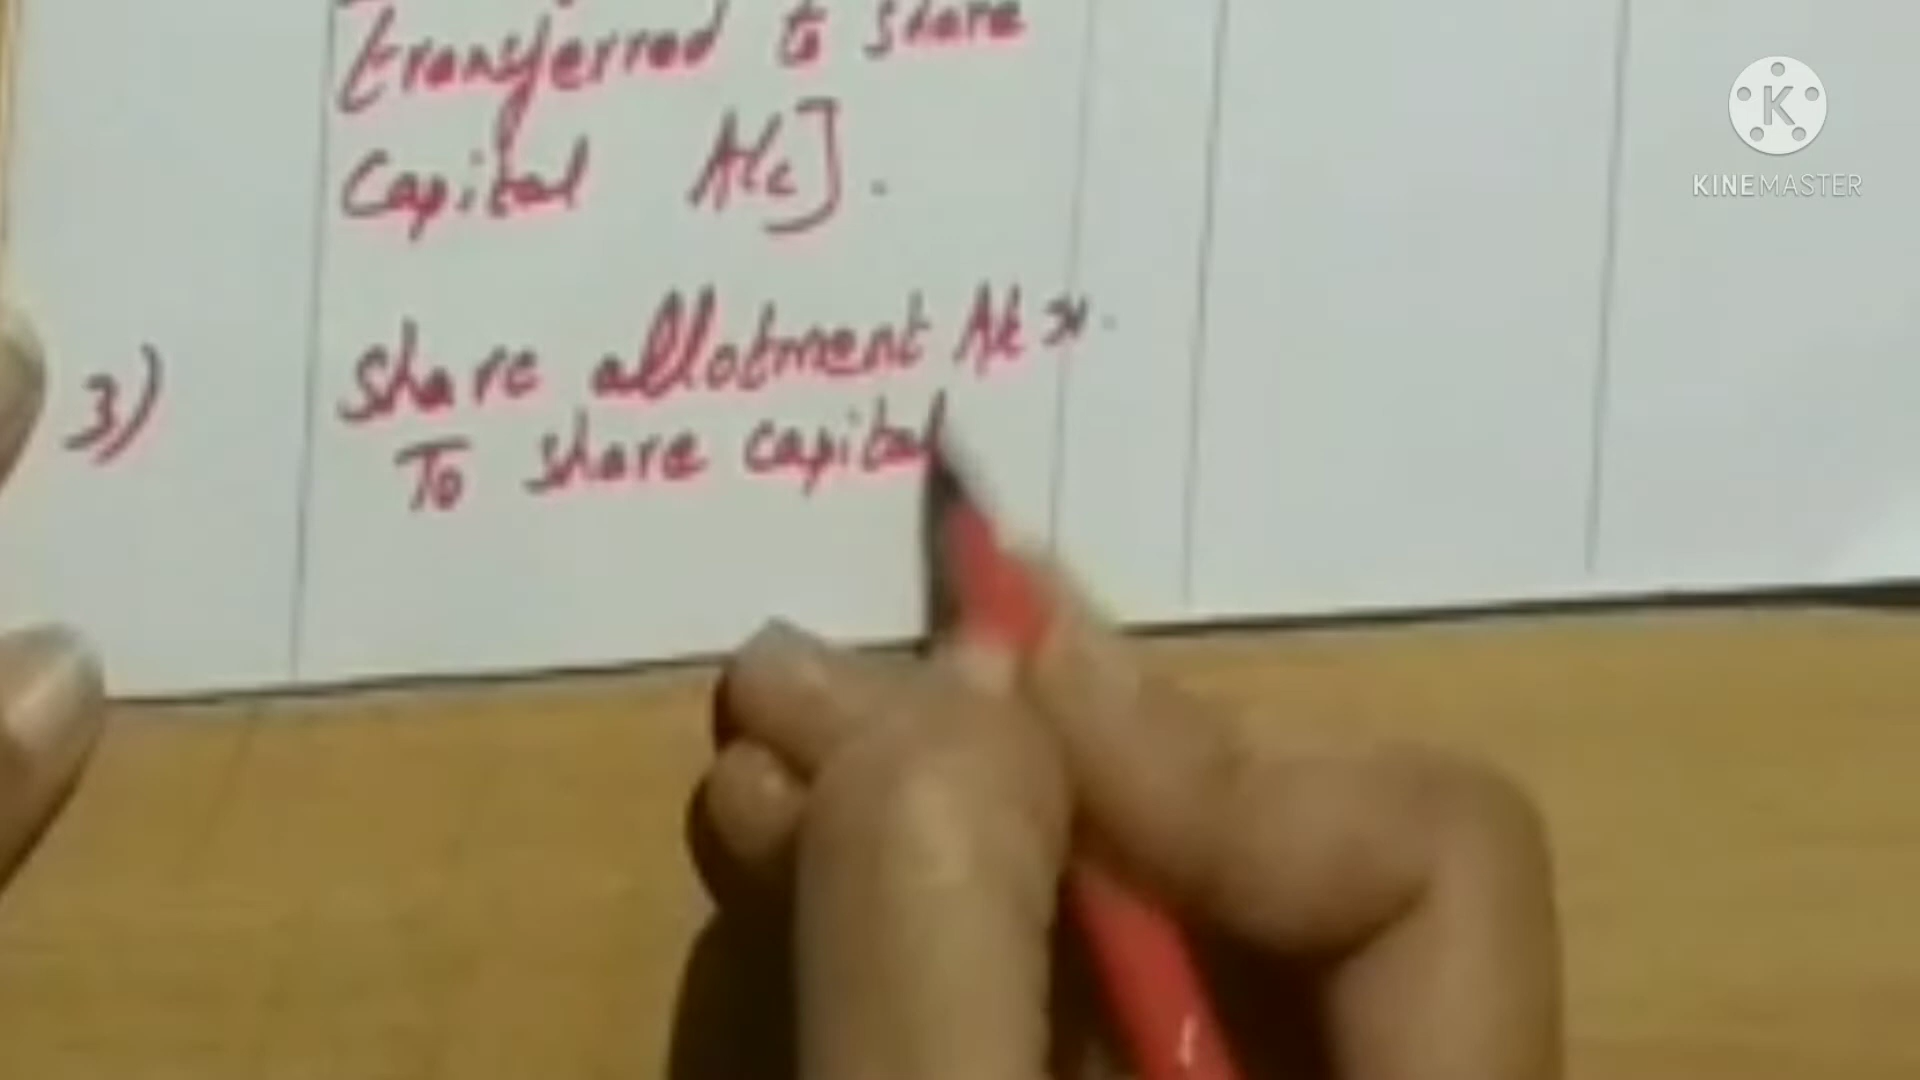 transferred to share
Capital A/c].
3) Share allotment A/c Dr.
To share capital
KINEMASTER